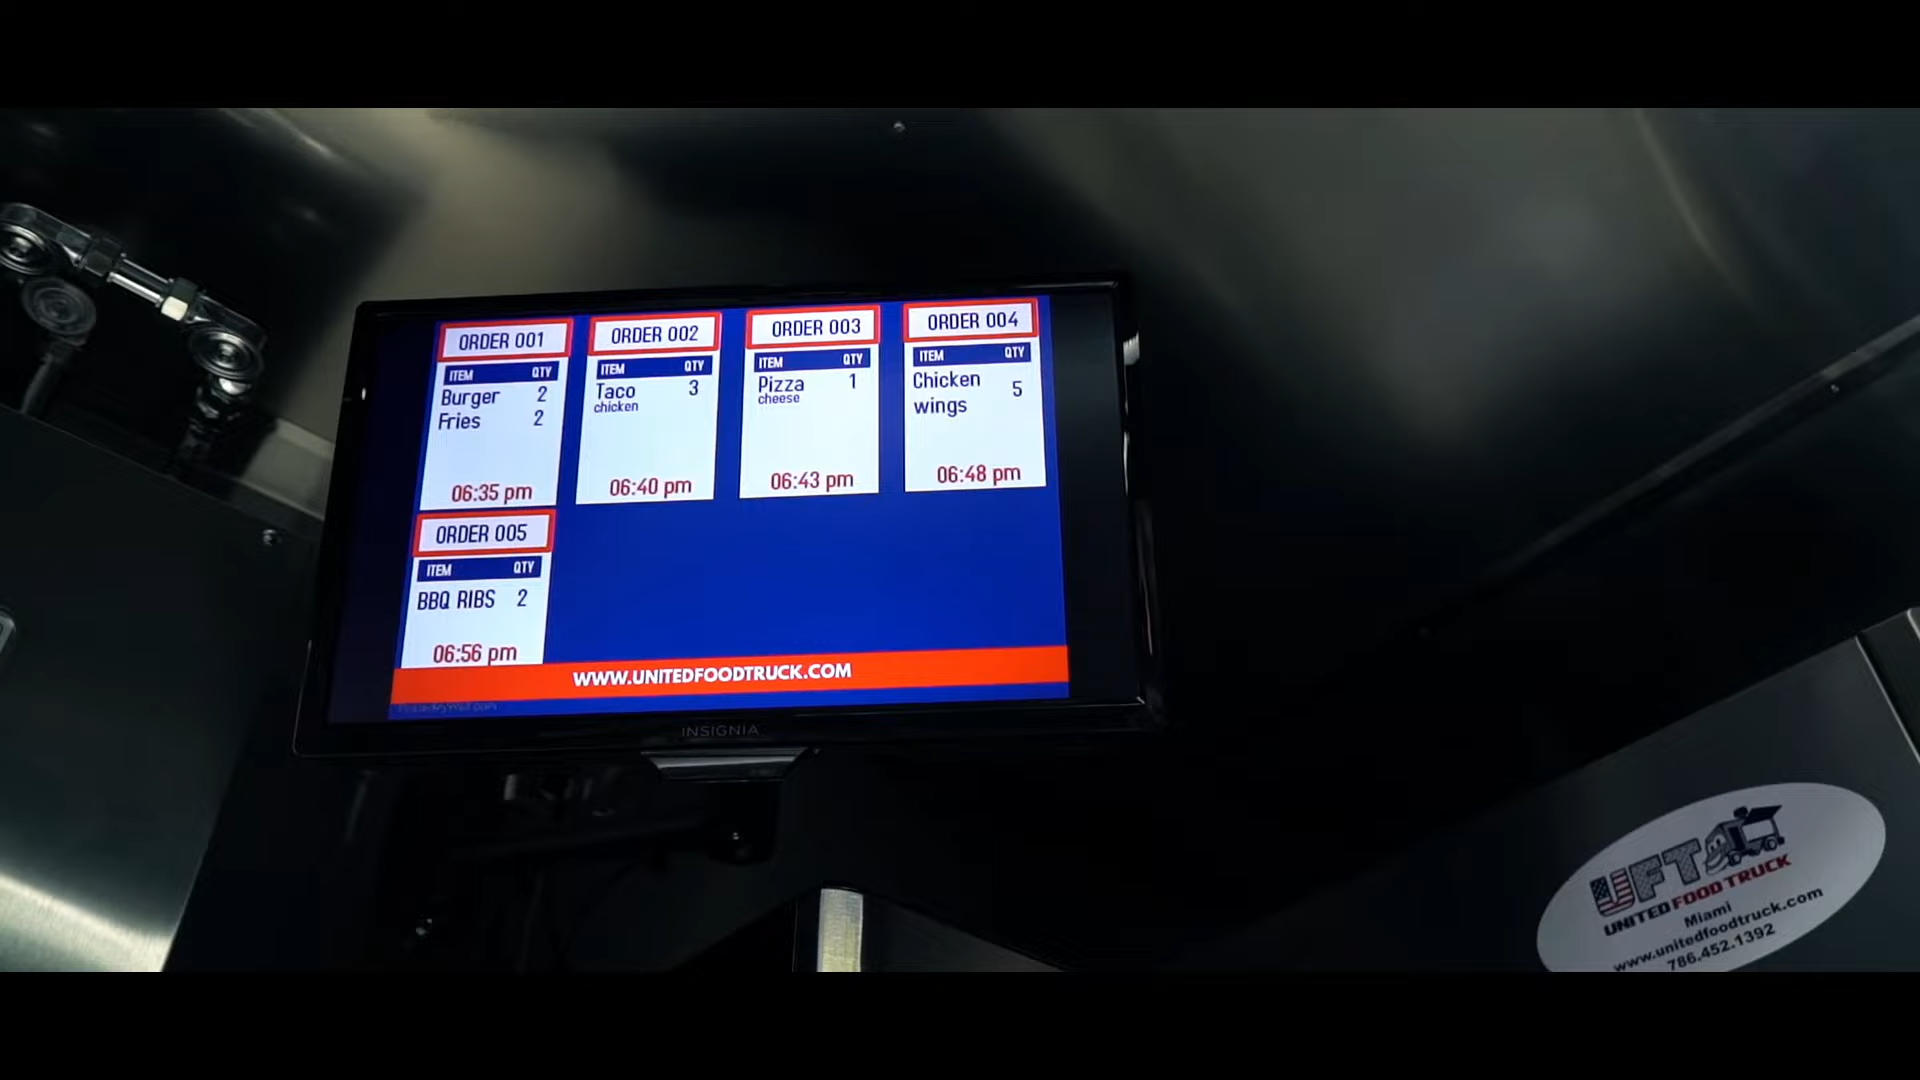 ORDER 001
ITEM QTY
Burger 2
Fries 2
06:35 pm
ORDER 002
ITEM QTY
Taco 3
chicken
06:40 pm
ORDER 003
ITEM QTY
Pizza 1
cheese
06:43 pm
ORDER 004
ITEM QTY
Chicken
wings 5
06:48 pm
ORDER 005
ITEM QTY
BBQ RIBS 2
06:56 pm
WWW.UNITEDFOODTRUCK.COM
INSIGNIA
UFT
UNITED FOOD TRUCK
Miami
www.unitedfoodtruck.com
786.452.1392